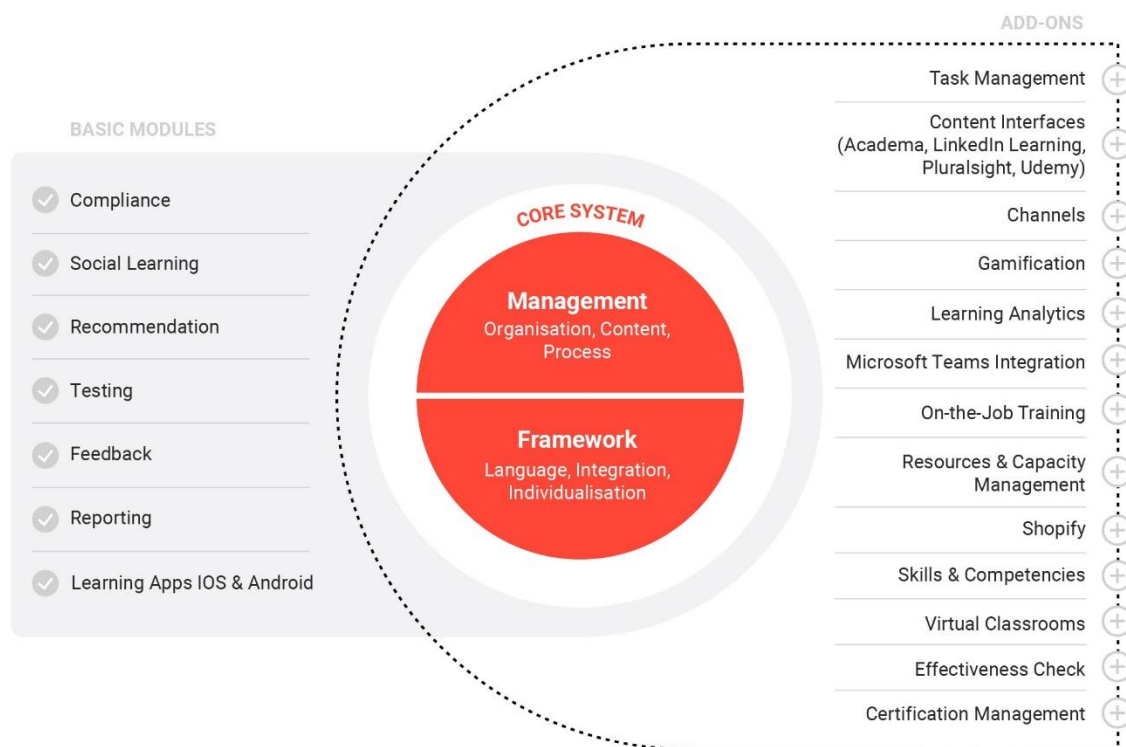 ADD-ONS
BASIC MODULES
Compliance
Social Learning
Recommendation
Testing
Feedback
Reporting
Learning Apps IOS & Android
CORE SYSTEM
Management
Organisation, Content,
Process
Framework
Language, Integration,
Individualisation
Task Management
Content Interfaces
(Academa, LinkedIn Learning,
Pluralsight, Udemy)
Channels
Gamification
Learning Analytics
Microsoft Teams Integration
On-the-Job Training
Resources & Capacity
Management
Shopify
Skills & Competencies
Virtual Classrooms
Effectiveness Check
Certification Management